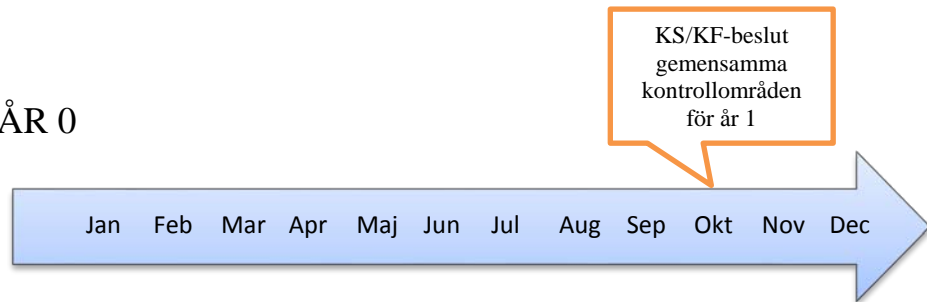 KS/KF-beslut
gemensamma
kontrollområden
för år 1
ÅR 0
Jan Feb Mar Apr Maj Jun Jul Aug Sep Okt Nov Dec